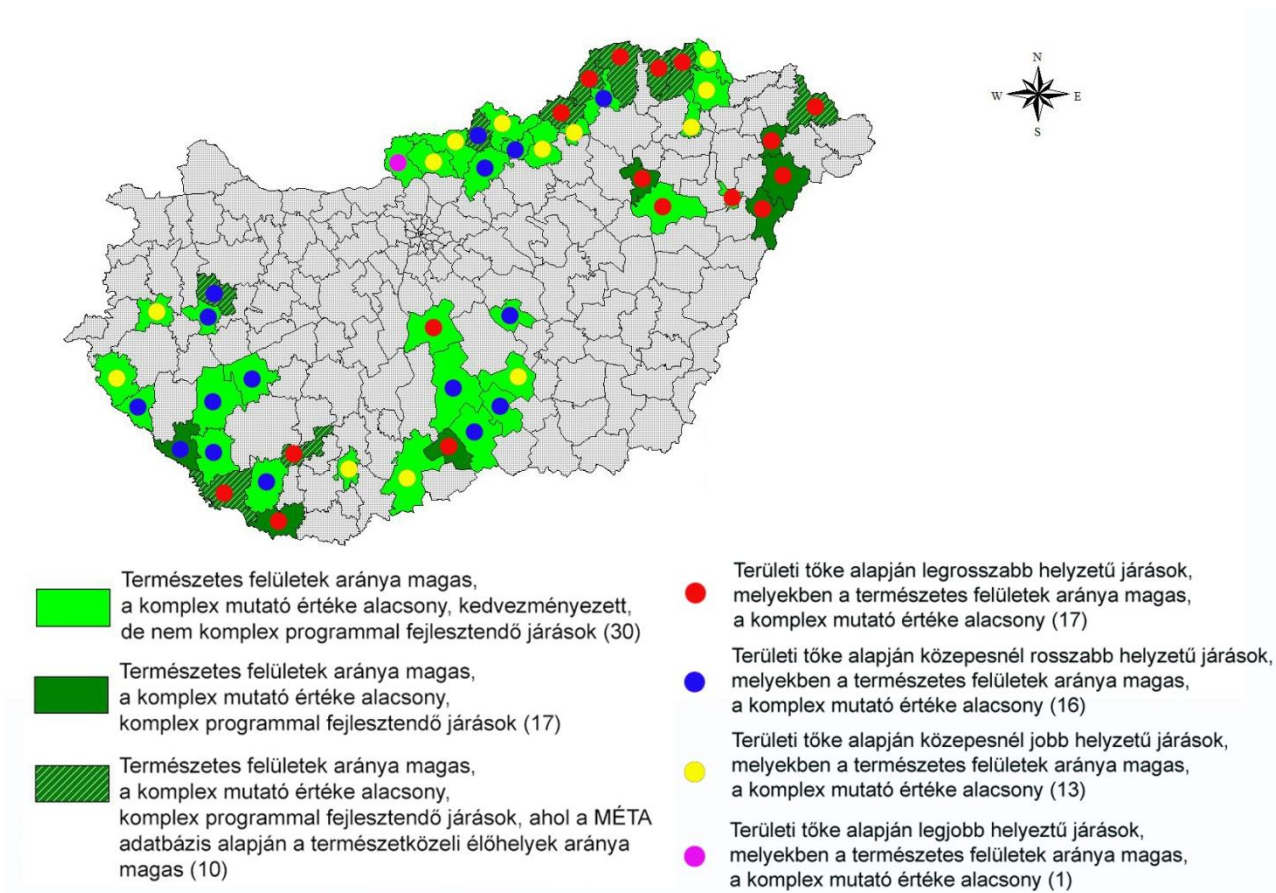 N
W
E
S
Természetes felületek aránya magas,
a komplex mutató értéke alacsony, kedvezményezett,
de nem komplex programmal fejlesztendő járások (30)
Természetes felületek aránya magas,
a komplex mutató értéke alacsony,
komplex programmal fejlesztendő járások (17)
Természetes felületek aránya magas,
a komplex mutató értéke alacsony,
komplex programmal fejlesztendő járások, ahol a MÉTA
adatbázis alapján a természetközeli élőhelyek aránya
magas (10)
Területi tőke alapján legrosszabb helyzetű járások,
melyekben a természetes felületek aránya magas,
a komplex mutató értéke alacsony (17)
Területi tőke alapján közepesnél rosszabb helyzetű járások,
melyekben a természetes felületek aránya magas,
a komplex mutató értéke alacsony (16)
Területi tőke alapján közepesnél jobb helyzetű járások,
melyekben a természetes felületek aránya magas,
a komplex mutató értéke alacsony (13)
Területi tőke alapján legjobb helyeztű járások,
melyekben a természetes felületek aránya magas,
a komplex mutató értéke alacsony (1)